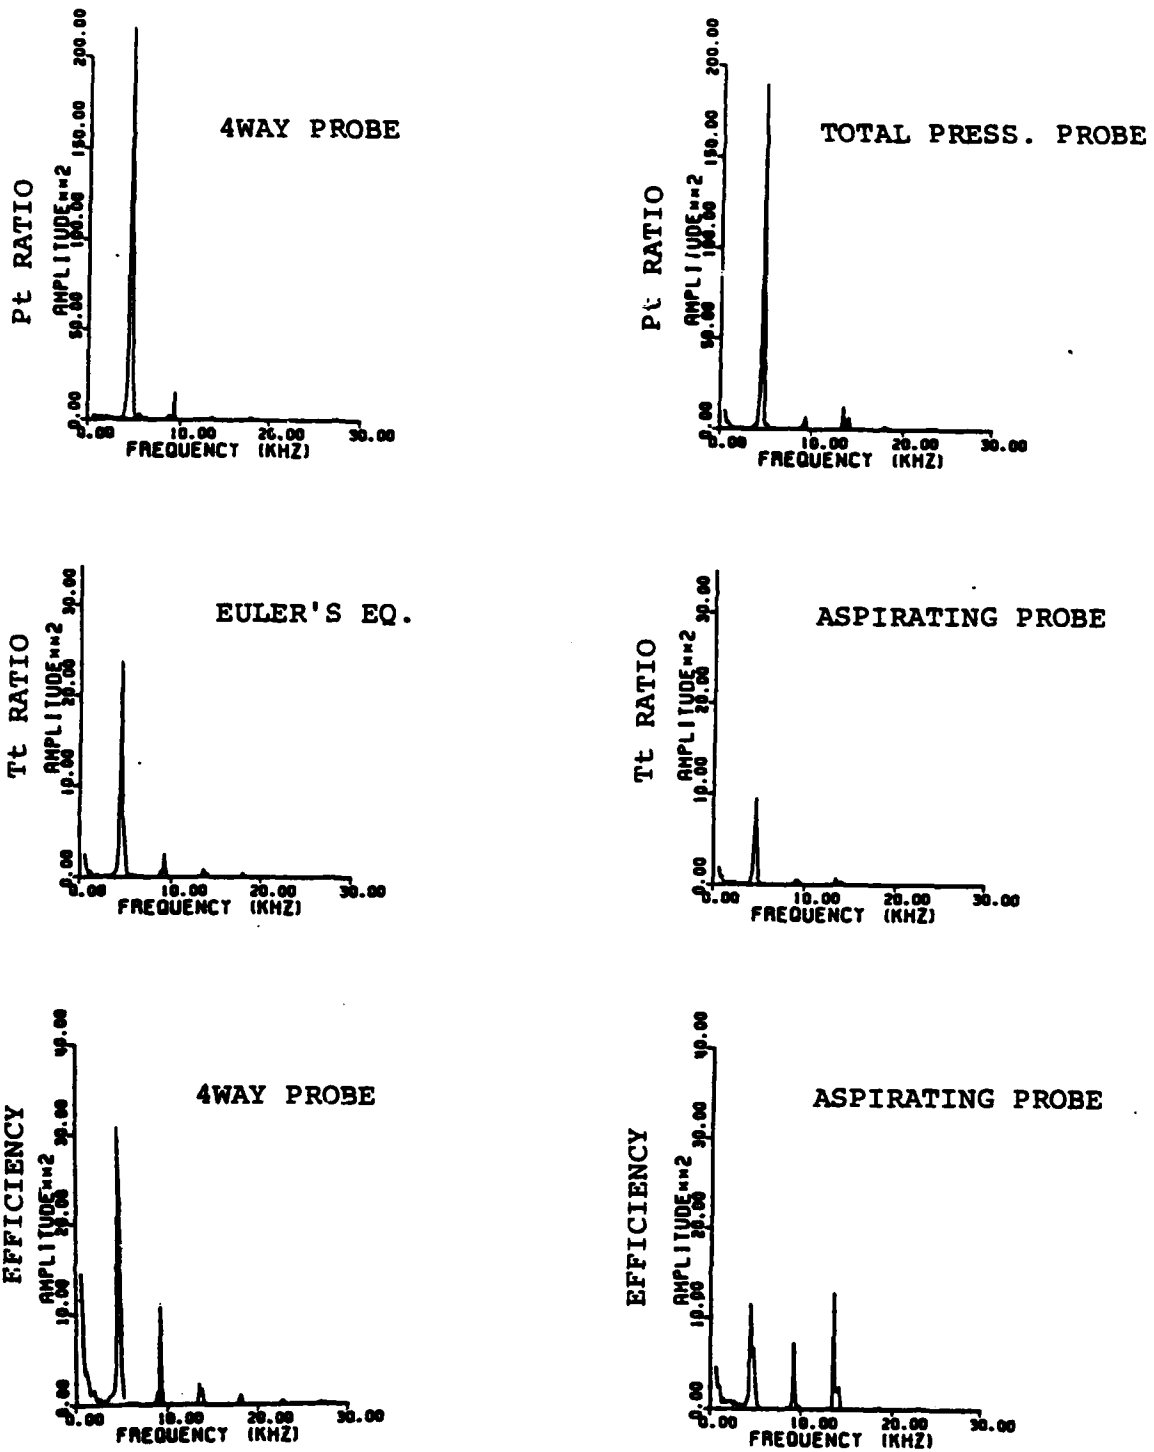 4WAY PROBE
Pt RATIO
AMPLITUDE**2
0.00 50.00 100.00 150.00 200.00
0.00 10.00 20.00 30.00
FREQUENCY (KHZ)
TOTAL PRESS. PROBE
Pt RATIO
AMPLITUDE**2
0.00 50.00 100.00 150.00 200.00
0.00 10.00 20.00 30.00
FREQUENCY (KHZ)
EULER'S EQ.
Tt RATIO
AMPLITUDE**2
0.00 10.00 20.00 30.00
0.00 10.00 20.00 30.00
FREQUENCY (KHZ)
ASPIRATING PROBE
Tt RATIO
AMPLITUDE**2
0.00 10.00 20.00 30.00
0.00 10.00 20.00 30.00
FREQUENCY (KHZ)
4WAY PROBE
EFFICIENCY
AMPLITUDE**2
0.00 10.00 20.00 30.00 40.00
0.00 10.00 20.00 30.00
FREQUENCY (KHZ)
ASPIRATING PROBE
EFFICIENCY
AMPLITUDE**2
0.00 10.00 20.00 30.00 40.00
0.00 10.00 20.00 30.00
FREQUENCY (KHZ)